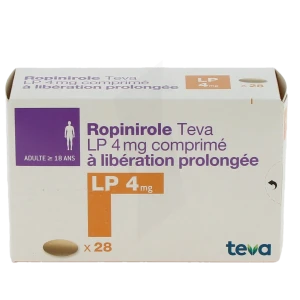 Ropinirole Teva
LP 4 mg comprimé
à libération prolongée
LP
4 mg
ADULTE ≥ 18 ANS
LP 4 mg
x 28
teva